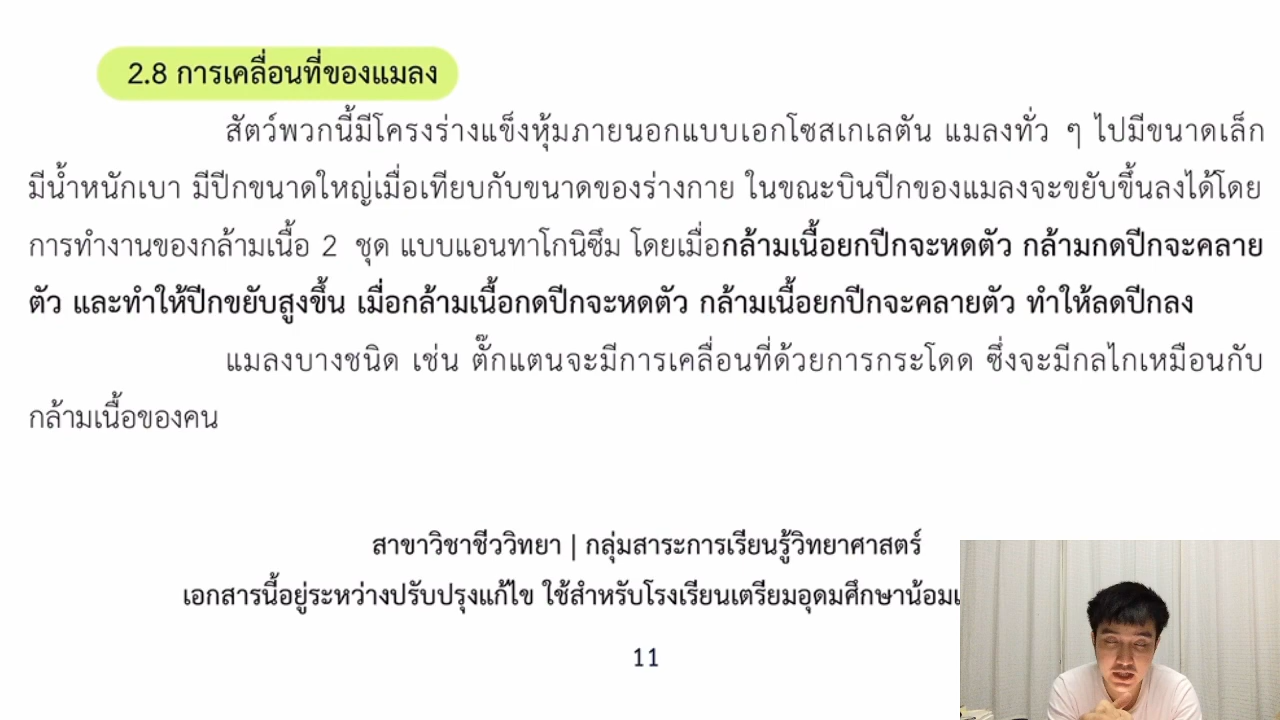 2.8 การเคลื่อนที่ของแมลง
สัตว์พวกนี้มีโครงร่างแข็งหุ้มภายนอกแบบเอกโซสเกเลตัน แมลงทั่ว ๆ ไปมีขนาดเล็ก
มีน้ำหนักเบา มีปีกขนาดใหญ่เมื่อเทียบกับขนาดของร่างกาย ในขณะบินปีกของแมลงจะขยับขึ้นลงได้โดย
การทำงานของกล้ามเนื้อ 2 ชุด แบบแอนทาโกนิซึม โดยเมื่อกล้ามเนื้อยกปีกจะหดตัว กล้ามกดปีกจะคลาย
ตัว และทำให้ปีกขยับสูงขึ้น เมื่อกล้ามเนื้อกดปีกจะหดตัว กล้ามเนื้อยกปีกจะคลายตัว ทำให้ลดปีกลง
แมลงบางชนิด เช่น ตั๊กแตนจะมีการเคลื่อนที่ด้วยการกระโดด ซึ่งจะมีกลไกเหมือนกับ
กล้ามเนื้อของคน
สาขาวิชาชีววิทยา | กลุ่มสาระการเรียนรู้วิทยาศาสตร์
เอกสารนี้อยู่ระหว่างปรับปรุงแก้ไข ใช้สำหรับโรงเรียนเตรียมอุดมศึกษาน้อมเ
11